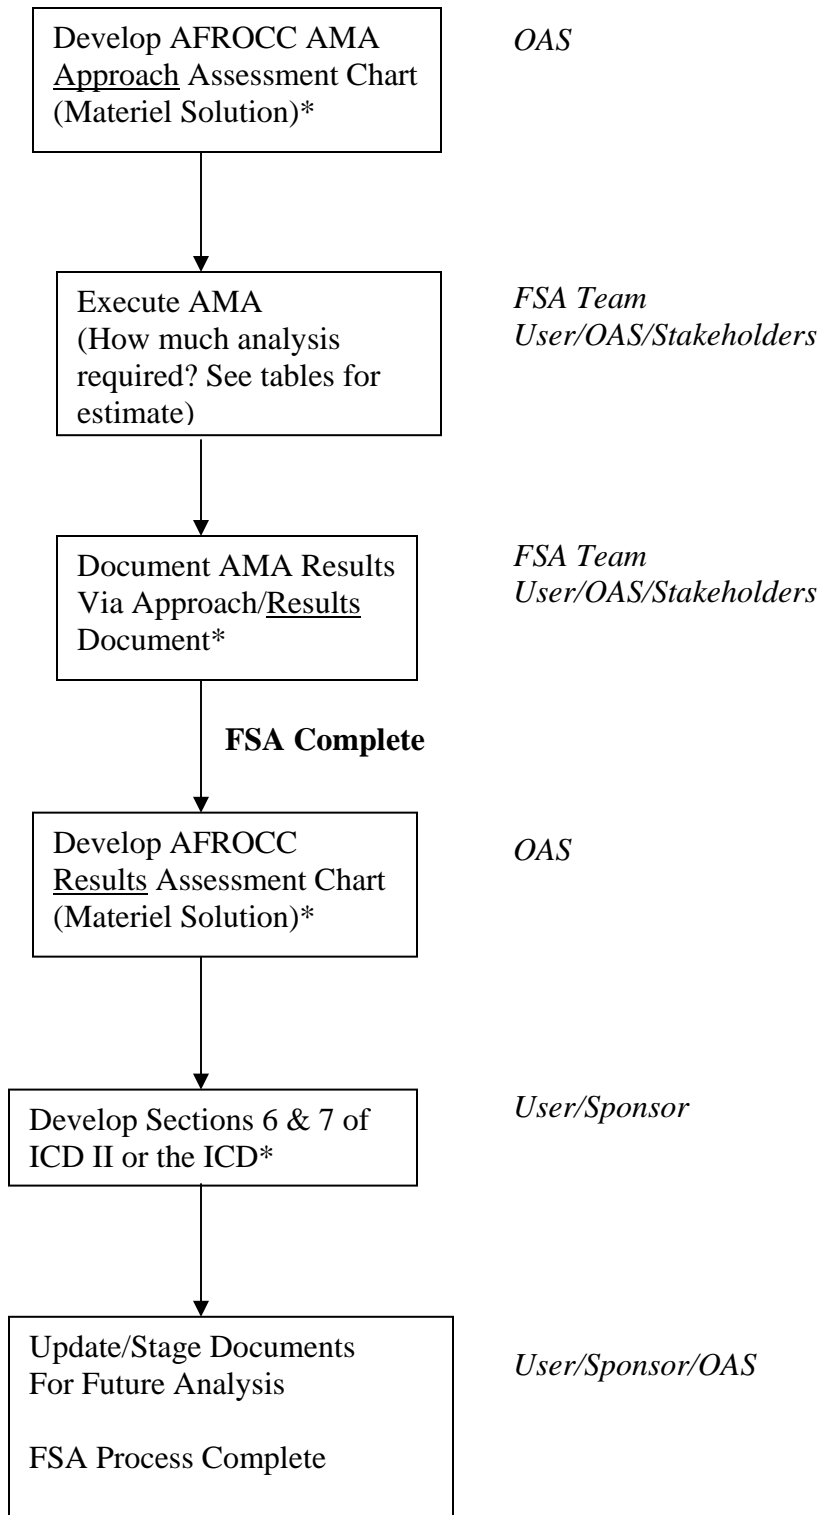 Develop AFROCC AMA
Approach Assessment Chart
(Materiel Solution)*
OAS
Execute AMA
(How much analysis
required? See tables for
estimate)
FSA Team
User/OAS/Stakeholders
Document AMA Results
Via Approach/Results
Document*
FSA Team
User/OAS/Stakeholders
FSA Complete
Develop AFROCC
Results Assessment Chart
(Materiel Solution)*
OAS
Develop Sections 6 & 7 of
ICD II or the ICD*
User/Sponsor
Update/Stage Documents
For Future Analysis
FSA Process Complete
User/Sponsor/OAS